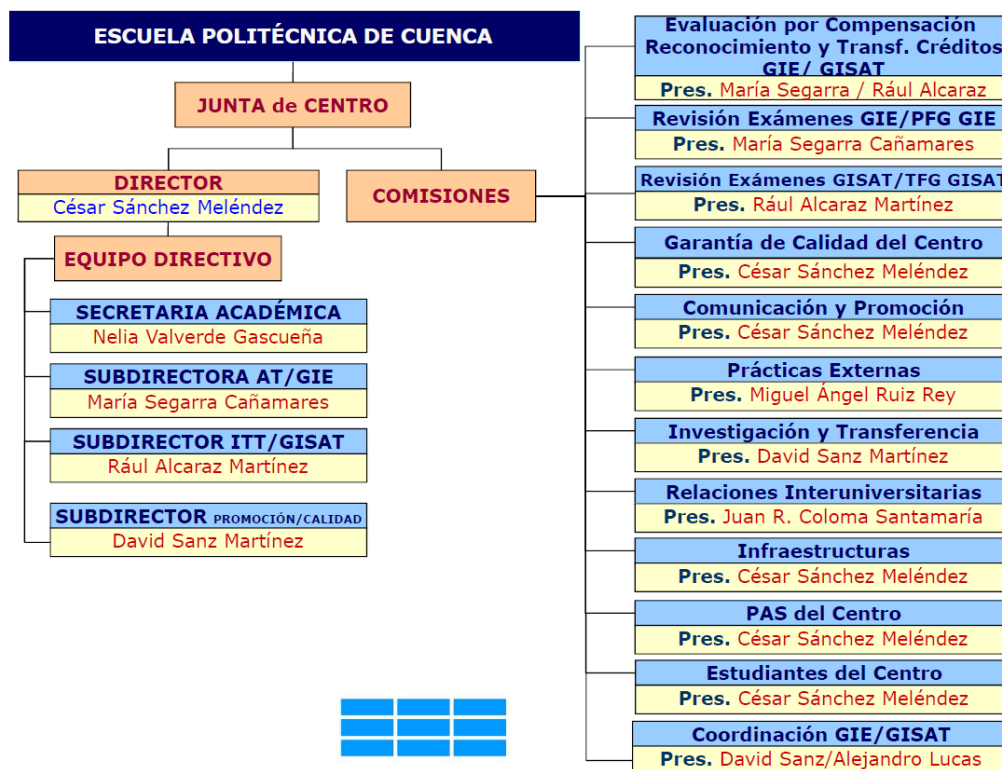 ESCUELA POLITÉCNICA DE CUENCA
JUNTA de CENTRO
DIRECTOR
César Sánchez Meléndez
COMISIONES
EQUIPO DIRECTIVO
SECRETARIA ACADÉMICA
Nelia Valverde Gascueña
SUBDIRECTORA AT/GIE
María Segarra Cañamares
SUBDIRECTOR ITT/GISAT
Rául Alcaraz Martínez
SUBDIRECTOR PROMOCIÓN/CALIDAD
David Sanz Martínez
Evaluación por Compensación
Reconocimiento y Transf. Créditos
GIE/ GISAT
Pres. María Segarra / Rául Alcaraz
Revisión Exámenes GIE/PFG GIE
Pres. María Segarra Cañamares
Revisión Exámenes GISAT/TFG GISAT
Pres. Rául Alcaraz Martínez
Garantía de Calidad del Centro
Pres. César Sánchez Meléndez
Comunicación y Promoción
Pres. César Sánchez Meléndez
Prácticas Externas
Pres. Miguel Ángel Ruiz Rey
Investigación y Transferencia
Pres. David Sanz Martínez
Relaciones Interuniversitarias
Pres. Juan R. Coloma Santamaría
Infraestructuras
Pres. César Sánchez Meléndez
PAS del Centro
Pres. César Sánchez Meléndez
Estudiantes del Centro
Pres. César Sánchez Meléndez
Coordinación GIE/GISAT
Pres. David Sanz/Alejandro Lucas